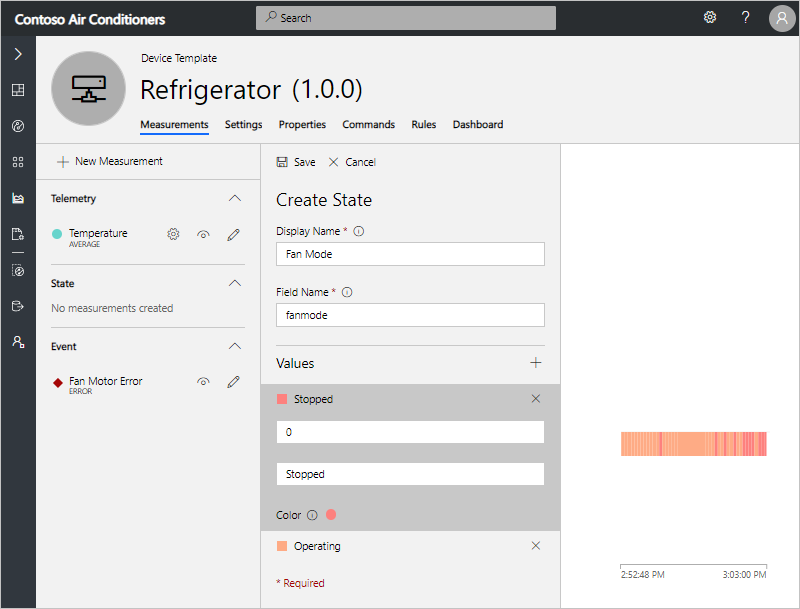 Contoso Air Conditioners
Search
?
Device Template
Refrigerator (1.0.0)
Measurements Settings Properties Commands Rules Dashboard
New Measurement
Telemetry
Temperature
AVERAGE
State
No measurements created
Event
Fan Motor Error
ERROR
Save Cancel
Create State
Display Name *
Fan Mode
Field Name *
fanmode
Values
Stopped
0
Stopped
Color
Operating
* Required
2:52:48 PM 3:03:00 PM